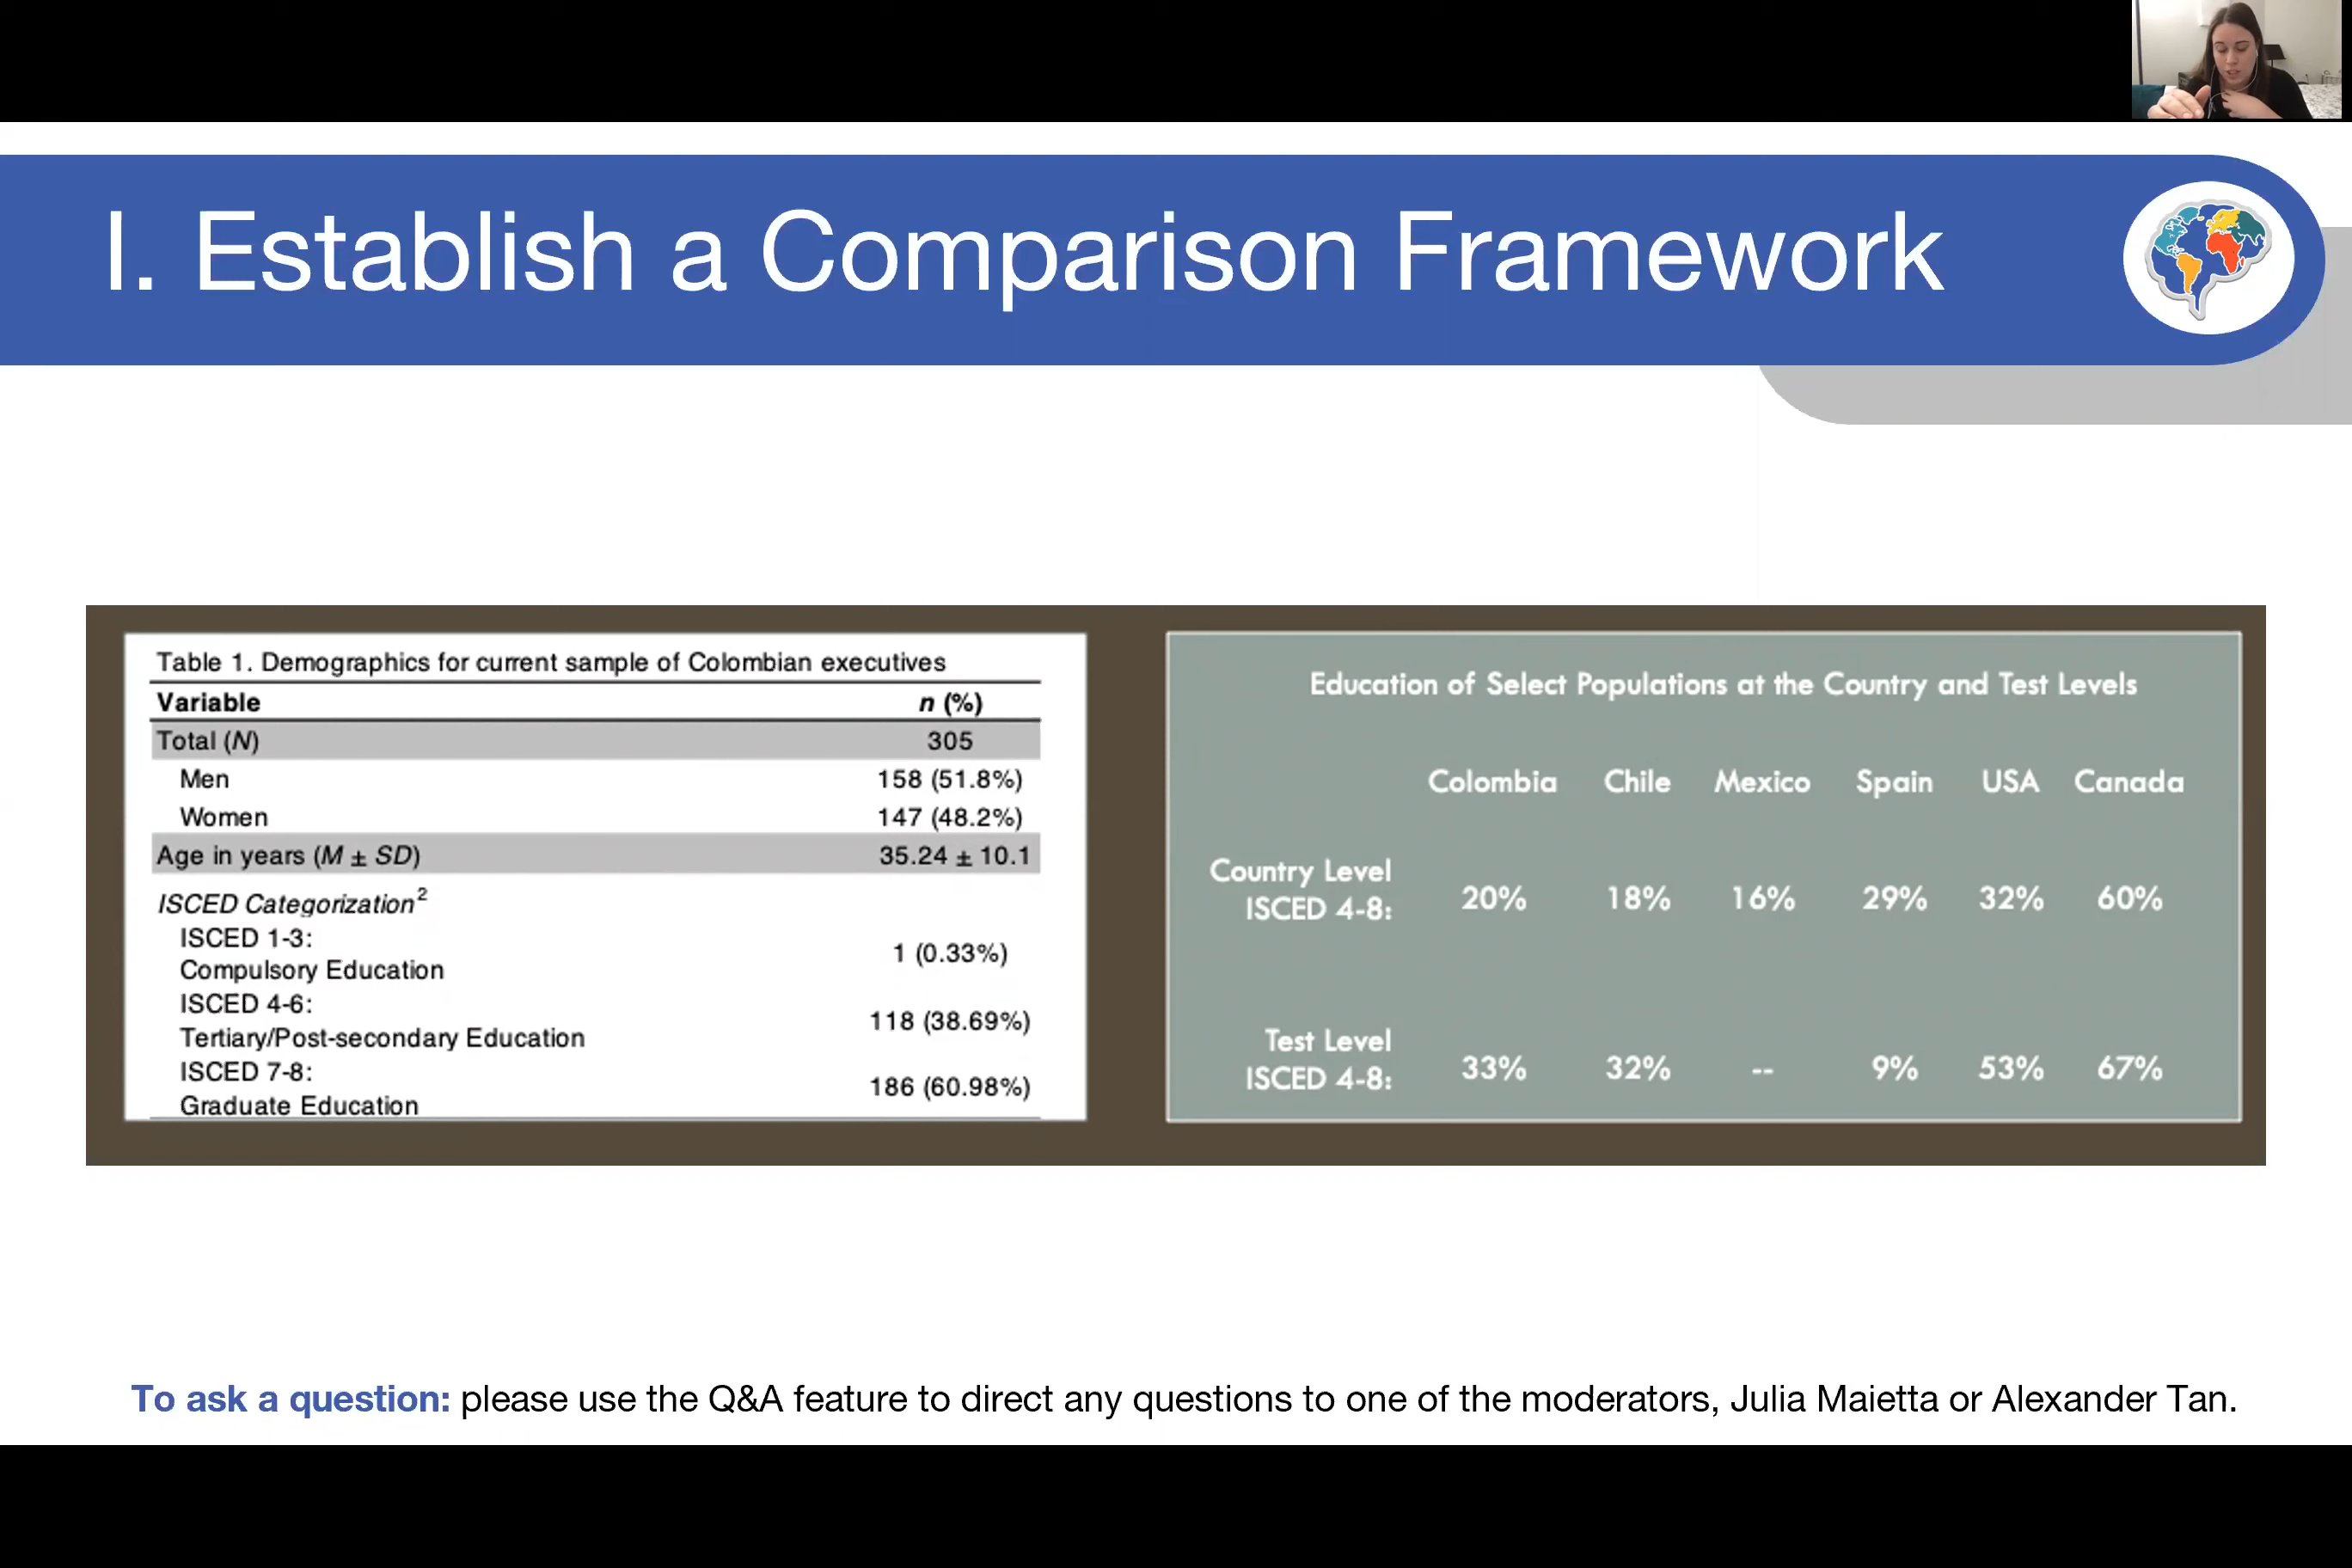 I. Establish a Comparison Framework
Table 1. Demographics for current sample of Colombian executives
Variable n (%)
Total (N) 305
Men 158 (51.8%)
Women 147 (48.2%)
Age in years (M ± SD) 35.24 ± 10.1
ISCED Categorization2
ISCED 1-3:
Compulsory Education 1 (0.33%)
ISCED 4-6:
Tertiary/Post-secondary Education 118 (38.69%)
ISCED 7-8:
Graduate Education 186 (60.98%)
Education of Select Populations at the Country and Test Levels
Colombia Chile Mexico Spain USA Canada
Country Level
ISCED 4-8: 20% 18% 16% 29% 32% 60%
Test Level
ISCED 4-8: 33% 32% -- 9% 53% 67%
To ask a question: please use the Q&A feature to direct any questions to one of the moderators, Julia Maietta or Alexander Tan.